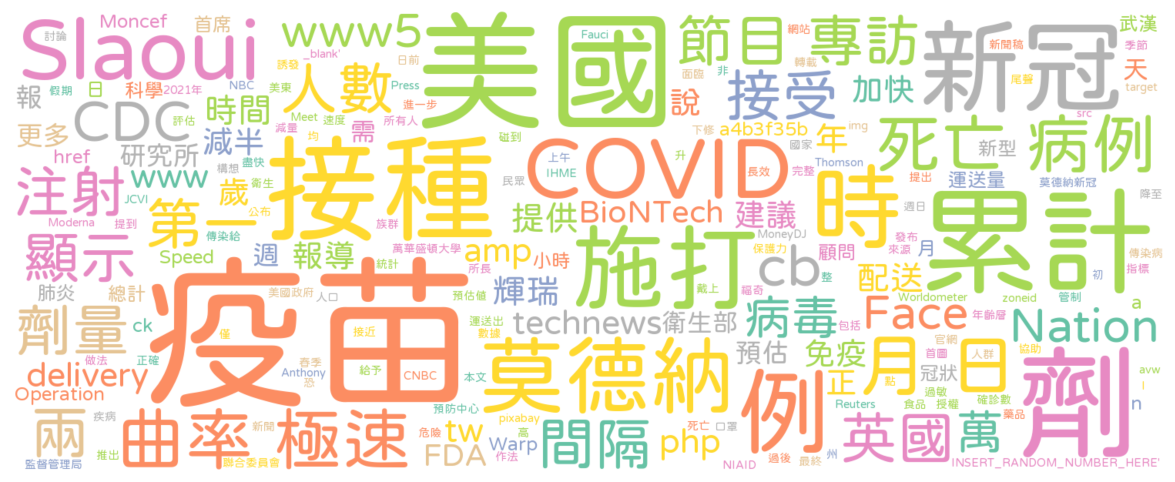 Moncef
首席
討論
Slaoui
www5
美國
Fauci
節目
網站
專訪
新聞稿
新冠
武漢
季節
_blank'
日前
轉載
尾聲
天
target
報
假期
日
科學
2021年
誘發
NBC
美東
人數
Press
進一步
面臨
非
接受
加快
說
src
更多
CDC
評估
時間
減量
Meet
速度
所有人
下修
a4b3f35b
年
img
死亡
病例
研究所
減半
均
需
碰到
國家
新型
href
www
構想
盡快
接種
上午
升
COVID
長效
完整
Thomson
時
提出
運送量
莫德納新冠
降至
注射
JCVI
歲
衛生
IHME
民眾
週日
累計
Moderna
提到
第一
公布
族群
提供
BioNTech
建議
發布
傳染給
萬華盛頓大學
MoneyDJ
來源
月
傳染病
顯示
Speed
週
報導
統計
amp
小時
施打
保護力
顧問
初
指標
肺炎
總計
美國政府
人口
所長
輝瑞
戴上
cb
整
配送
Worldometer
zoneid
管制
a
劑量
ck
疫苗
預估值
運送出
福奇
包括
Face
年齡層
Nation
僅
接近
數據
technews
衛生部
病毒
官網
做法
正確
春季
莫德納
預估
免疫
首圖
人群
協助
delivery
Anthony
恐
給予
CNBC
本文
正
冠狀
月
點
日
劑
avw
l
Operation
例
過敏
確診數
n
兩
疾病
曲率
新聞
極速
預防中心
pixabay
高
tw
間隔
死亡
口罩
php
Reuters
食品
授權
藥品
英國
萬
危險
Warp
監督管理局
推出
聯合委員會
FDA
作法
NIAID
過後
最終
州
INSERT_RANDOM_NUMBER_HERE'